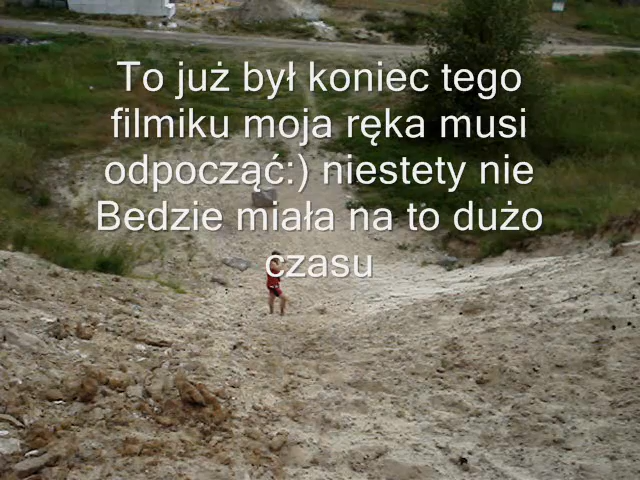 To już był koniec tego
filmiku moja ręka musi
odpocząć:) niestety nie
Bedzie miała na to dużo
czasu